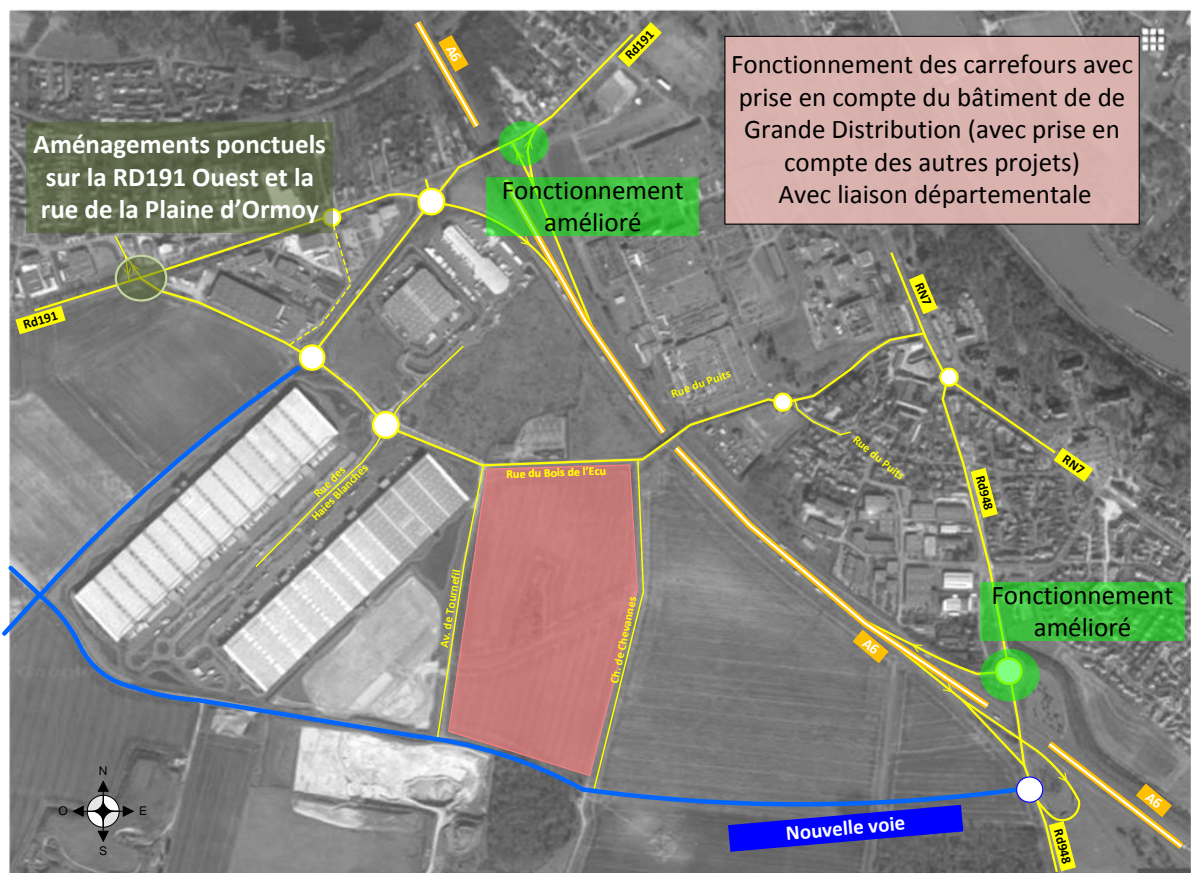 A6
Rd191
Fonctionnement des carrefours avec
prise en compte du bâtiment de de
Grande Distribution (avec prise en
compte des autres projets)
Avec liaison départementale
Aménagements ponctuels
sur la RD191 Ouest et la
rue de la Plaine d'Ormoy
Fonctionnement
amélioré
Rd191
RN7
Rue du Puits
Rue du Puits
RN7
Rd948
Rue des
Haies Blanches
Rue du Bois de l'Ecu
Av. de Tournefil
Ch. de Chevannes
Fonctionnement
amélioré
A6
A6
N
O
E
S
Nouvelle voie
Rd948